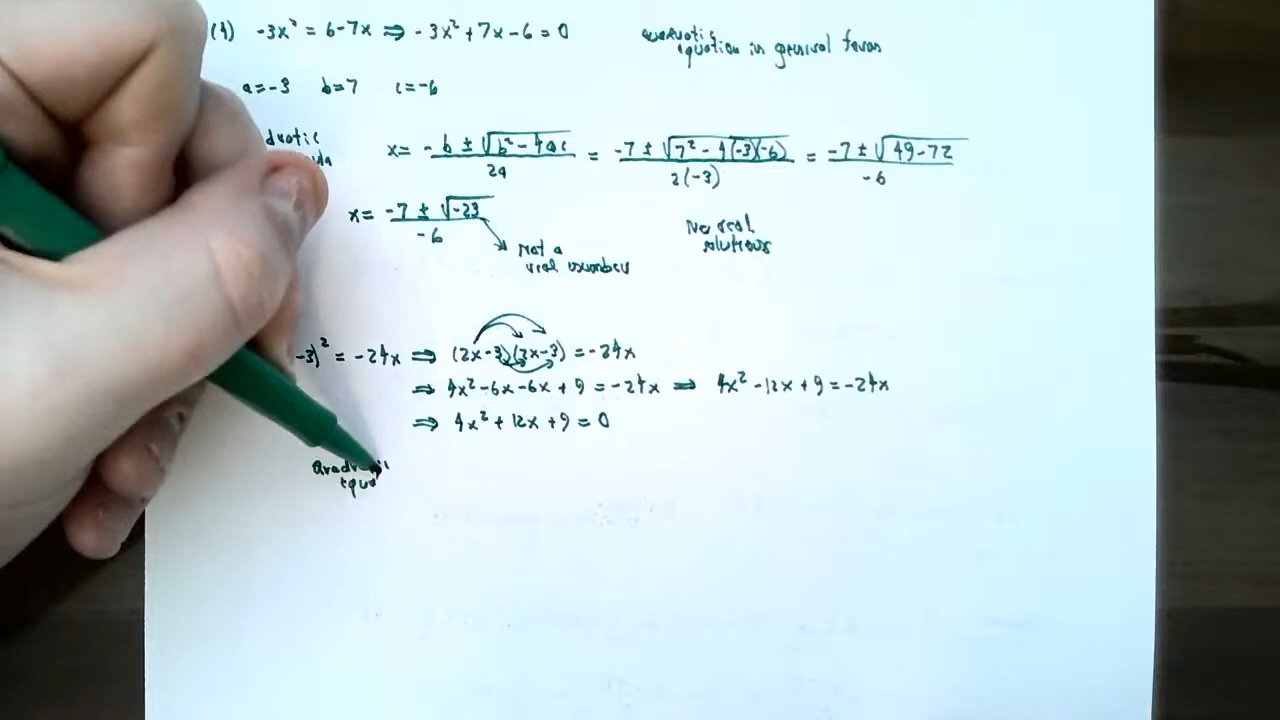 (4) -3x² = 6-7x ⇒ -3x² + 7x - 6 = 0
equation in general form
a=-3 b=7 c=-6
x = -b ± √b² - 4ac / 2a = -7 ± √7² - 4(-3)(-6) / 2(-3) = -7 ± √49-72 / -6
x = -7 ± √-23 / -6
No real
solutions
Not a
real number
-3)² = -24x ⇒ (2x-3)(2x-3) = -24x
⇒ 4x² - 6x - 6x + 9 = -24x ⇒ 4x² - 12x + 9 = -24x
⇒ 4x² + 12x + 9 = 0